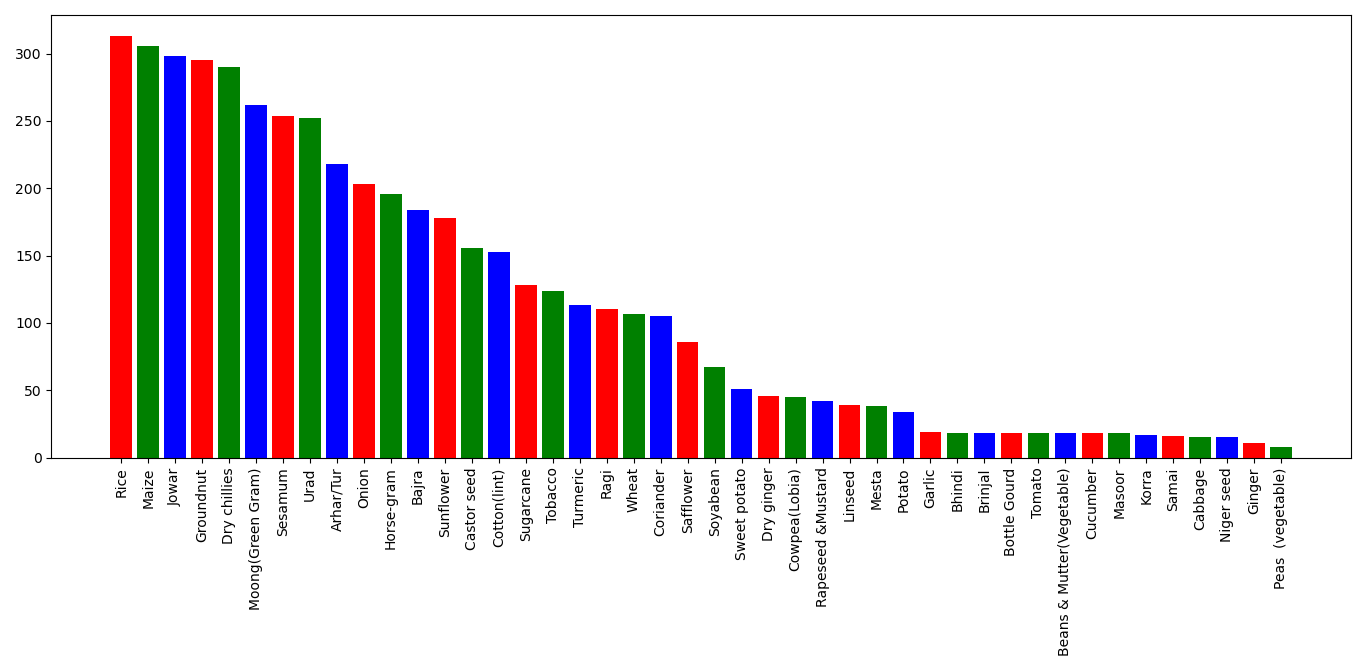 300
250
200
150
100
50
0
Rice
Maize
Jowar
Groundnut
Dry chillies
Moong(Green Gram)
Sesamum
Urad
Arhar/Tur
Onion
Horse-gram
Bajra
Sunflower
Castor seed
Cotton(lint)
Sugarcane
Tobacco
Turmeric
Ragi
Wheat
Coriander
Safflower
Soyabean
Sweet potato
Dry ginger
Cowpea(Lobia)
Rapeseed &Mustard
Linseed
Mesta
Potato
Garlic
Bhindi
Brinjal
Bottle Gourd
Tomato
Beans & Mutter(Vegetable)
Cucumber
Masoor
Korra
Samai
Cabbage
Niger seed
Ginger
Peas  (vegetable)